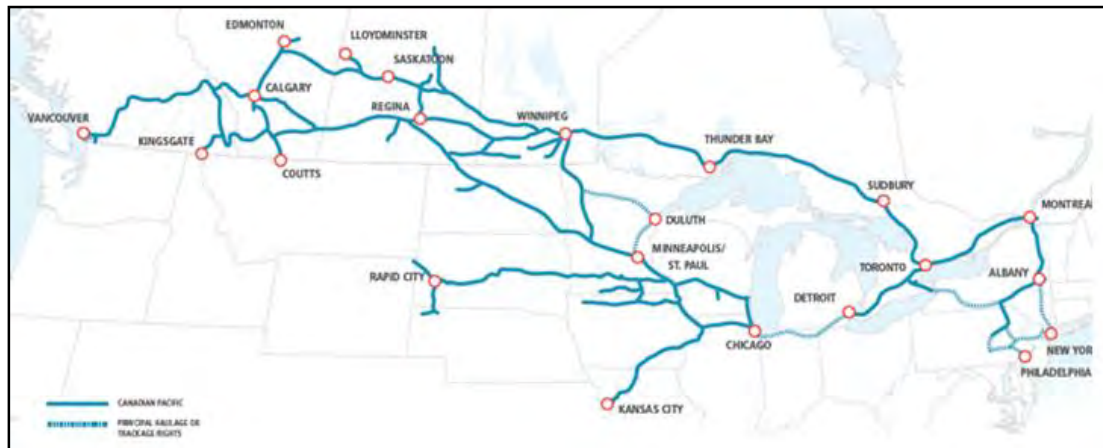 EDMONTON
LLOYDMINSTER
SASKATOON
CALGARY
REGINA
WINNIPEG
VANCOUVER
KINGSGATE
COUTTS
THUNDER BAY
SUDBURY
MONTREA
DULUTH
MINNEAPOLIS/
ST. PAUL
RAPID CITY
TORONTO
ALBANY
DETROIT
CHICAGO
NEW YOR
PHILADELPHIA
KANSAS CITY
CANADIAN PACIFIC
PRINCIPAL HAULAGE OR
TRACKAGE RIGHTS